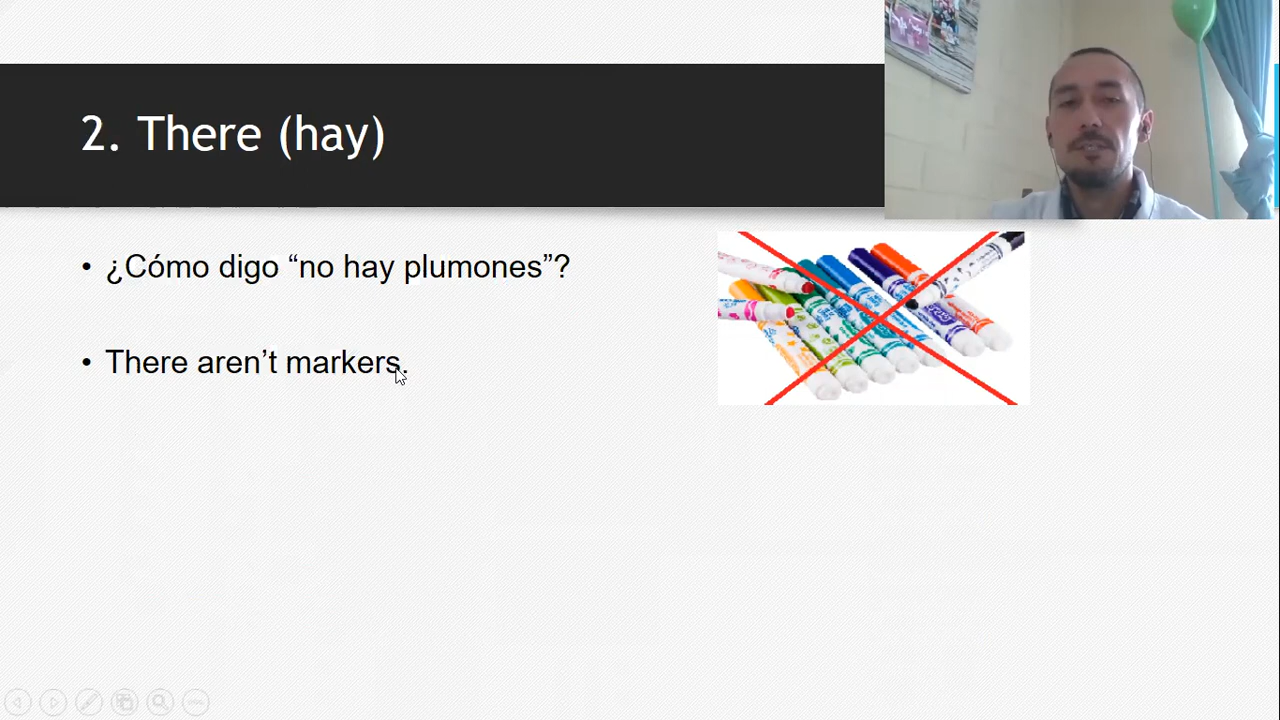 2. There (hay)
• ¿Cómo digo “no hay plumones”?
• There aren’t markers.